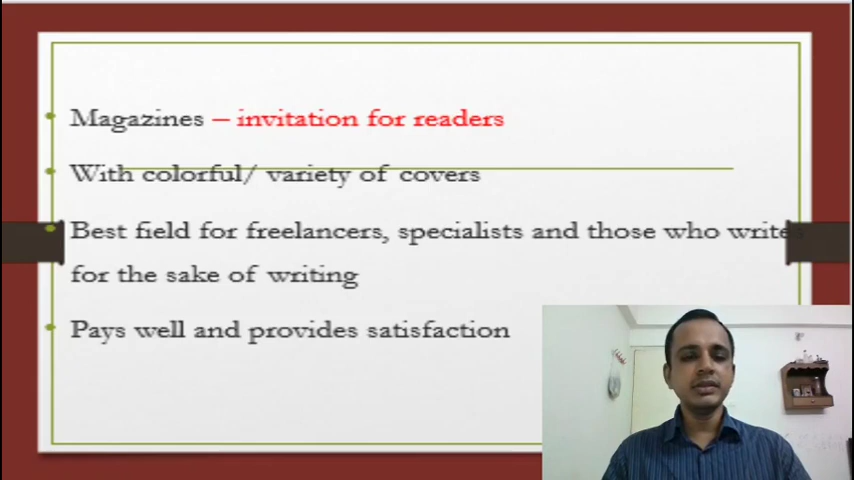 Magazines – invitation for readers
With colorful/ variety of covers
Best field for freelancers, specialists and those who writes
for the sake of writing
Pays well and provides satisfaction